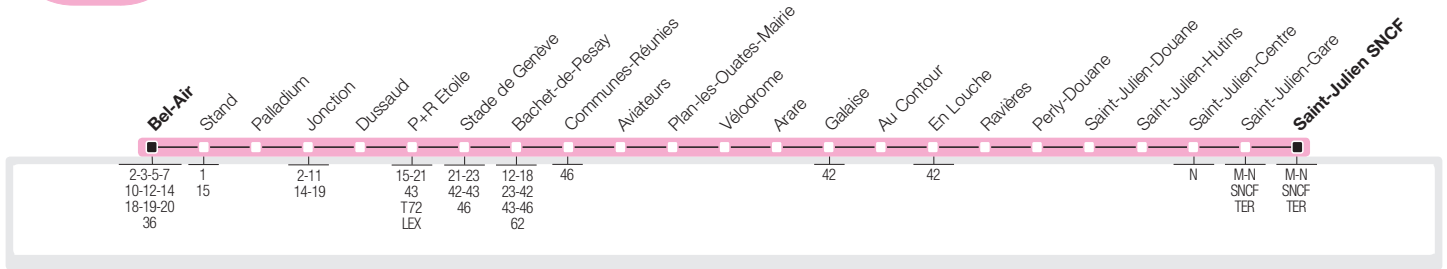 Bel-Air
Stand
Palladium
Jonction
Dussaud
P+R Etoile
Stade de Genève
Bachet-de-Pesay
Communes-Réunies
Aviateurs
Plan-les-Ouates-Mairie
Vélodrome
Arare
Galaise
Au Contour
En Louche
Ravières
Perly-Douane
Saint-Julien-Douane
Saint-Julien-Hutins
Saint-Julien-Centre
Saint-Julien-Gare
Saint-Julien SNCF
2-3-5-7
10-12-14
18-19-20
36
1
15
2-11
14-19
15-21
43
T72
LEX
21-23
42-43
46
12-18
23-42
43-46
62
46
42
42
N
M-N
SNCF
TER
M-N
SNCF
TER